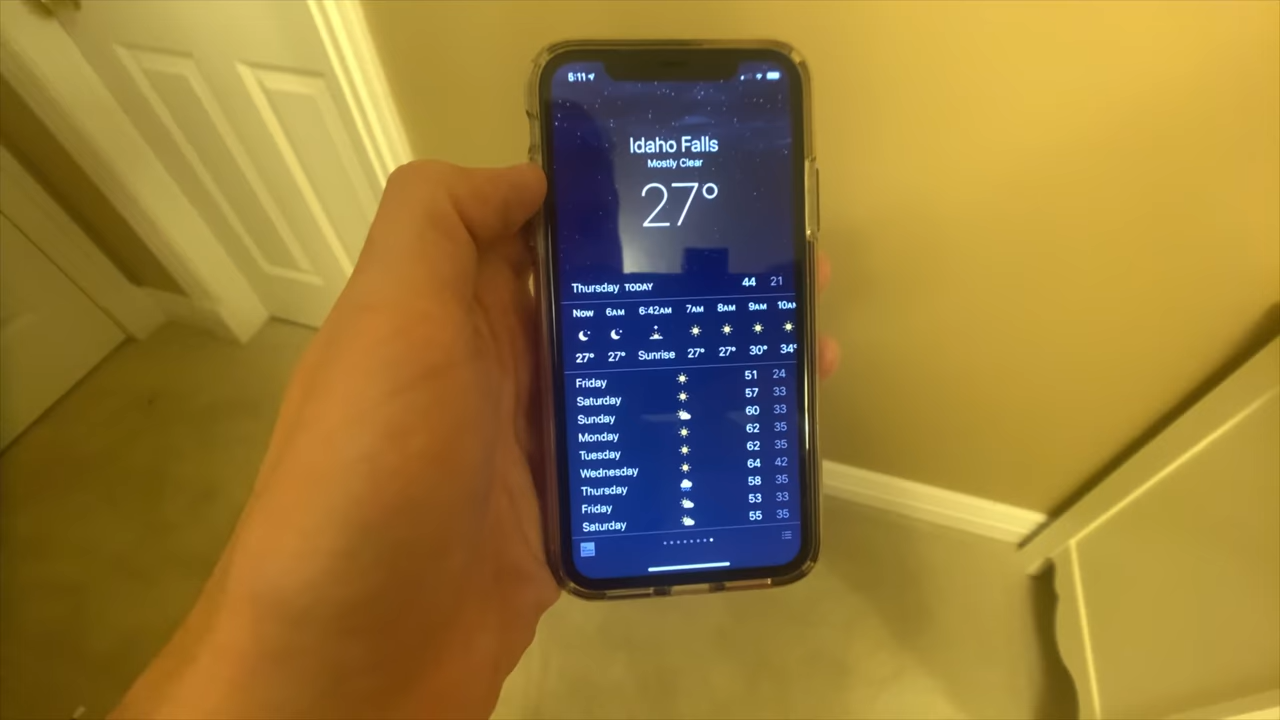 5:11
Idaho Falls
Mostly Clear
27°
Thursday TODAY 44 21
Now 6AM 6:42AM 7AM 8AM 9AM 10AM
27° 27° Sunrise 27° 27° 30° 34°
Friday 51 24
Saturday 57 33
Sunday 60 33
Monday 62 35
Tuesday 62 35
Wednesday 64 42
Thursday 58 35
Friday 53 33
Saturday 55 35